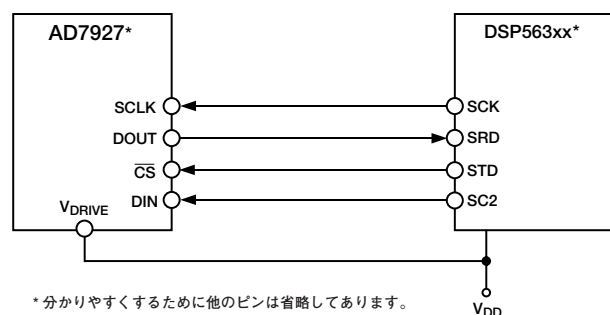 AD7927*
DSP563xx*
SCLK
SCK
DOUT
SRD
CS
STD
DIN
SC2
VDRIVE
VDD
* 分かりやすくするために他のピンは省略してあります。